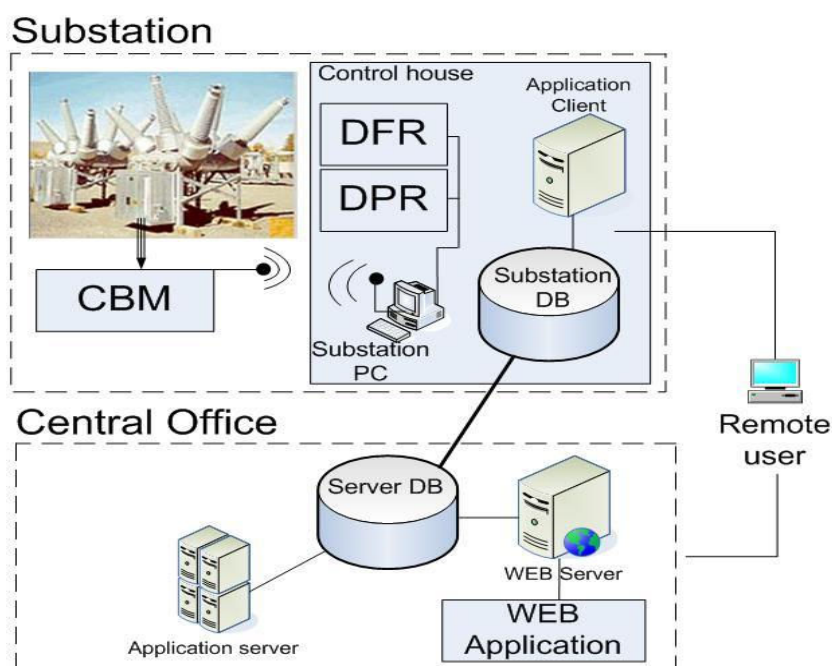 Substation
Control house
Application
Client
DFR
DPR
CBM
Substation
DB
Substation
PC
Central Office
Remote
user
Server DB
WEB Server
Application server
WEB
Application